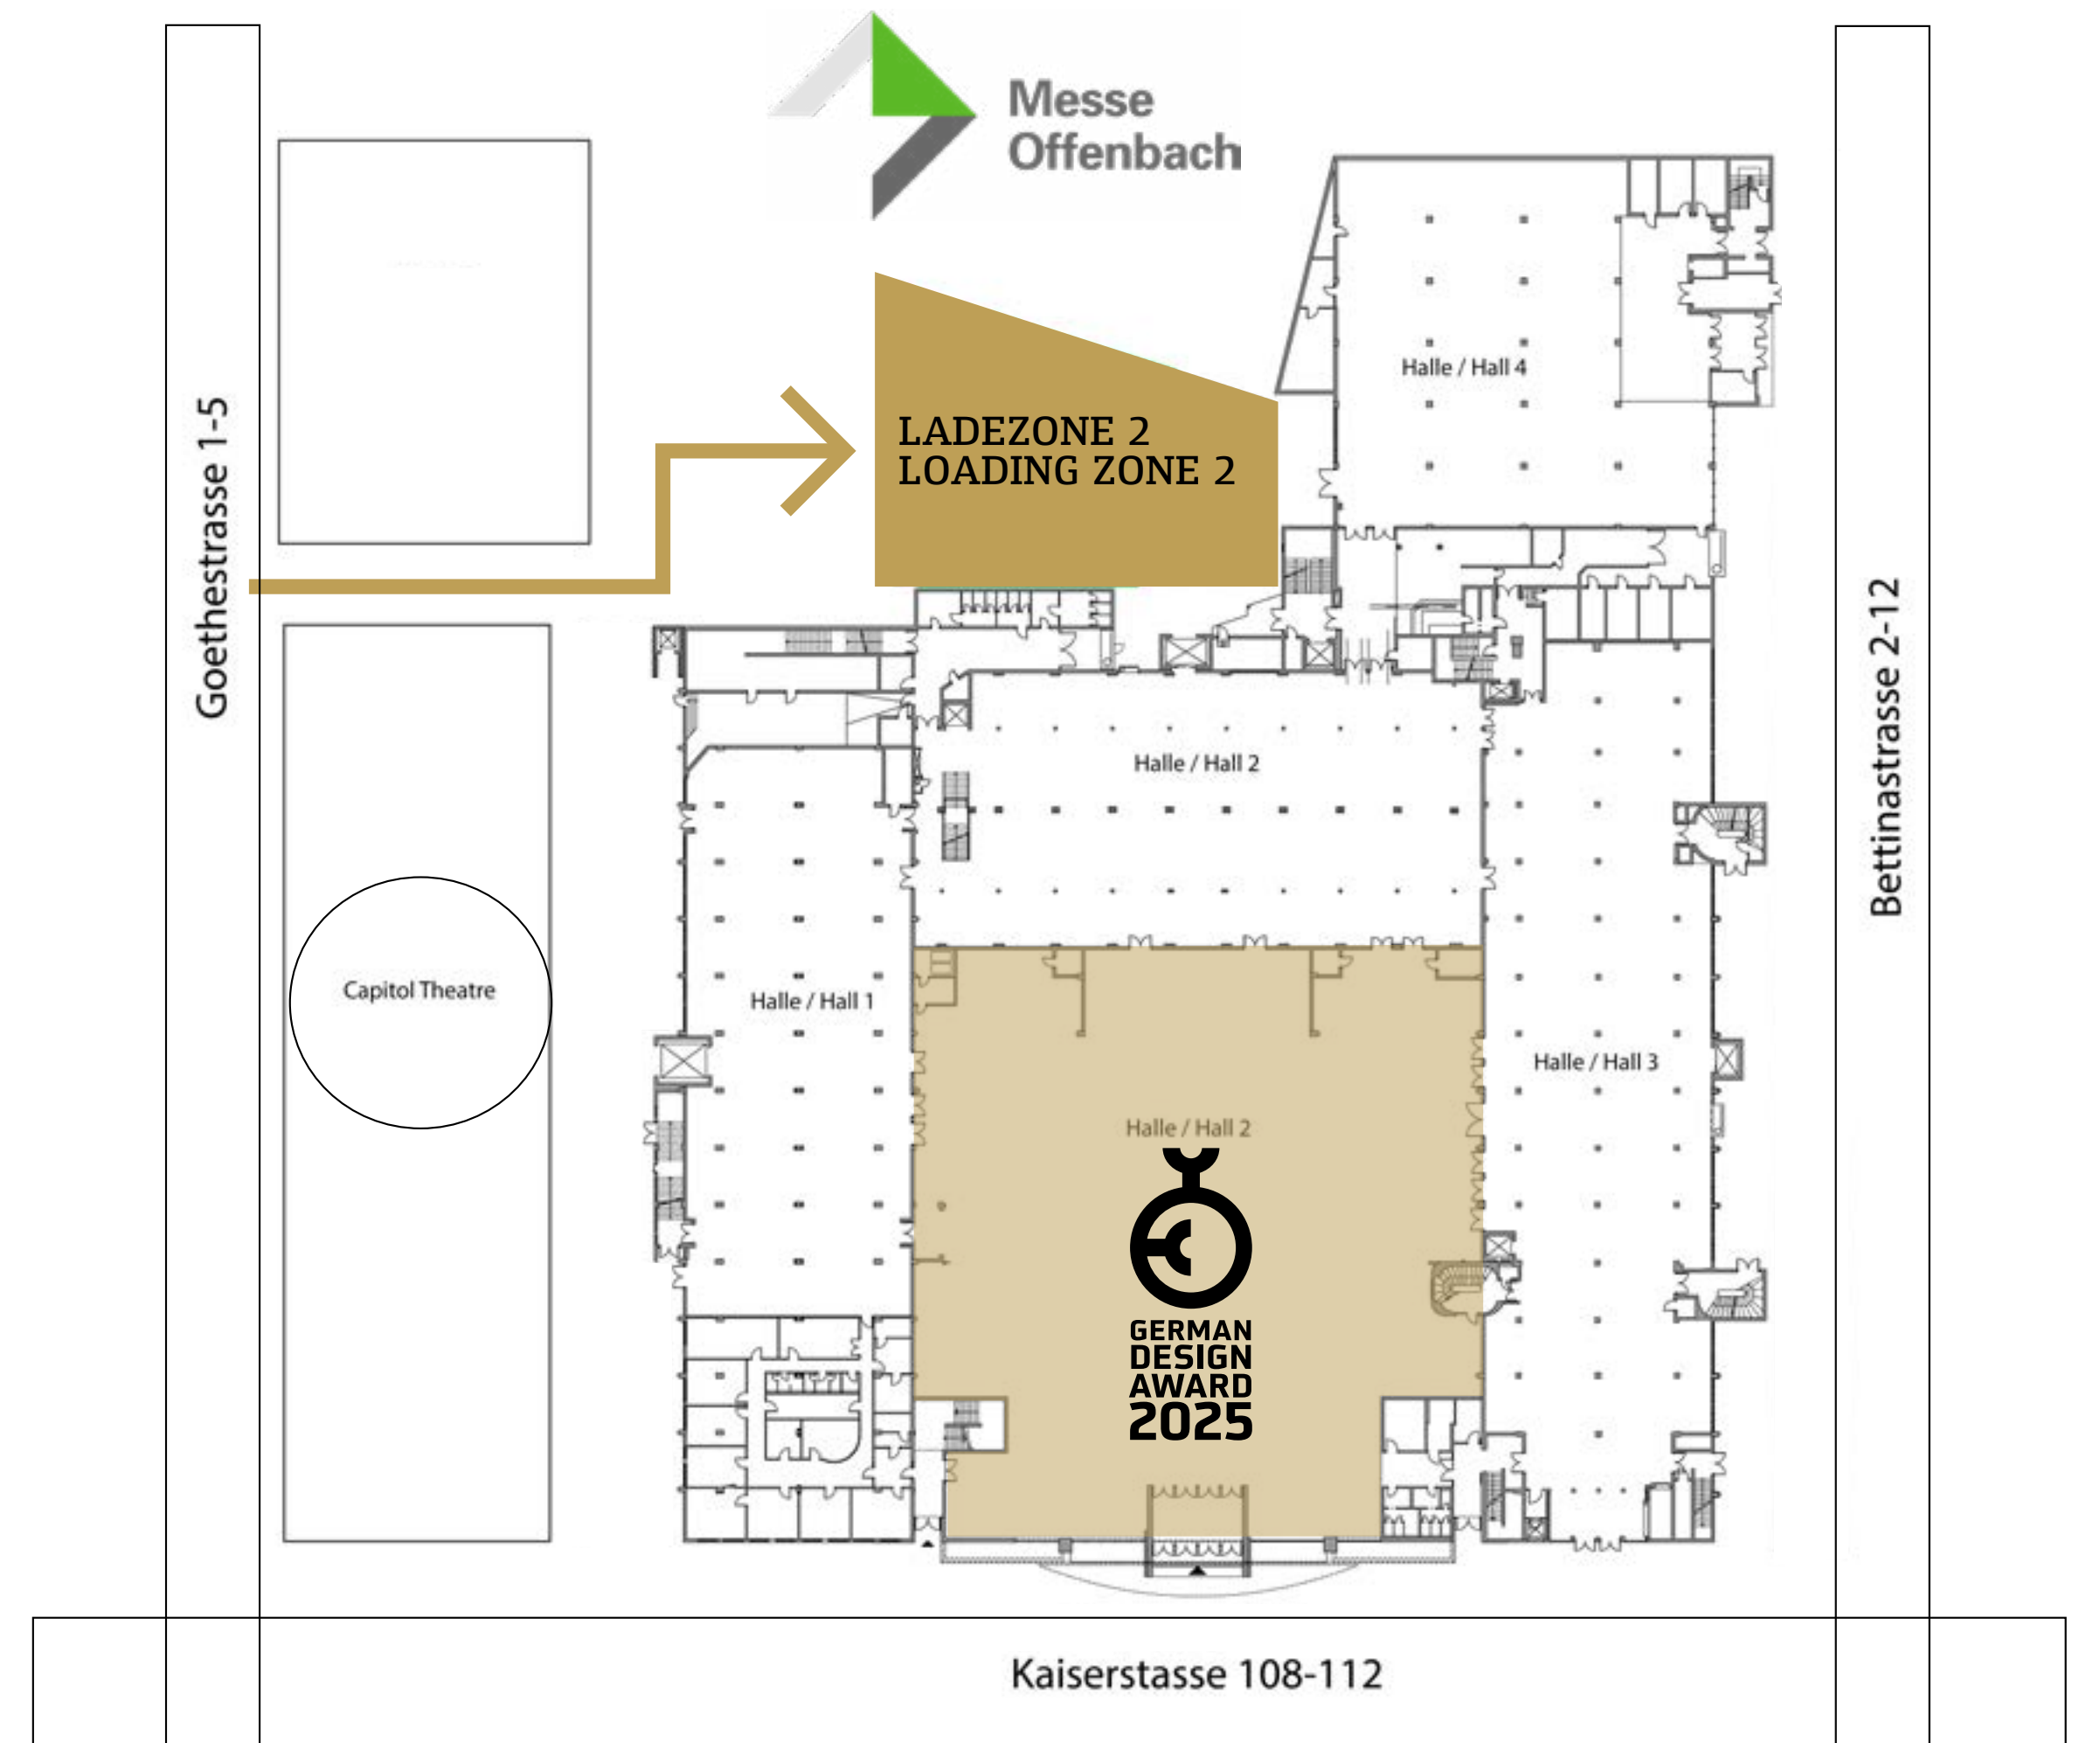 Messe
Offenbach
Halle / Hall 4
LADEZONE 2
LOADING ZONE 2
Goethestrasse 1-5
Bettinastrasse 2-12
Halle / Hall 2
Capitol Theatre
Halle / Hall 1
Halle / Hall 3
Halle / Hall 2
GERMAN
DESIGN
AWARD
2025
Kaiserstasse 108-112